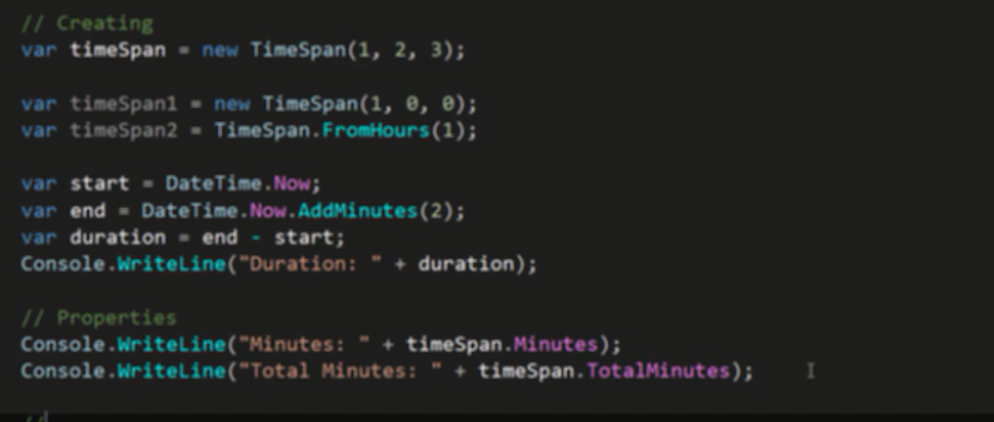 // Creating
var timeSpan = new TimeSpan(1, 2, 3);
var timeSpan1 = new TimeSpan(1, 0, 0);
var timeSpan2 = TimeSpan.FromHours(1);
var start = DateTime.Now;
var end = DateTime.Now.AddMinutes(2);
var duration = end - start;
Console.WriteLine("Duration: " + duration);
// Properties
Console.WriteLine("Minutes: " + timeSpan.Minutes);
Console.WriteLine("Total Minutes: " + timeSpan.TotalMinutes);
//